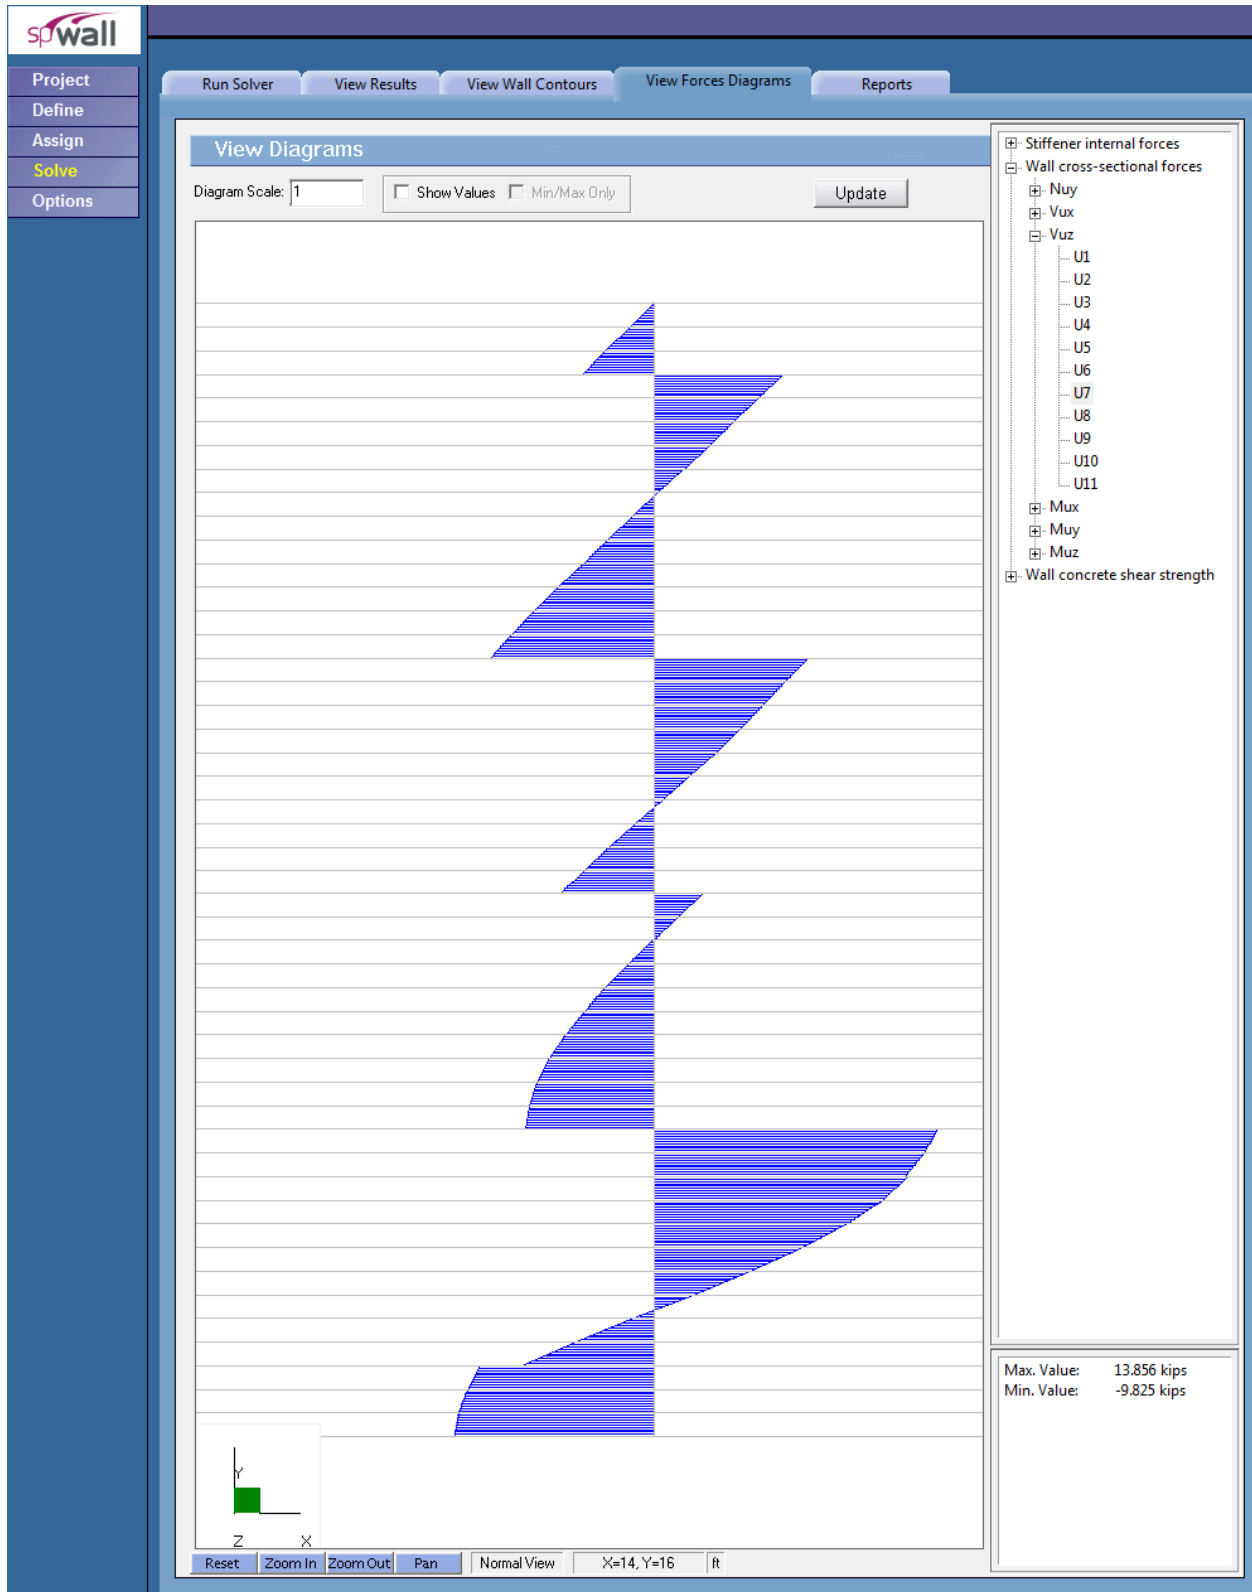 spwall
Project
Define
Assign
Solve
Options
Run Solver
View Results
View Wall Contours
View Forces Diagrams
Reports
View Diagrams
Diagram Scale: 1
Show Values
Min/Max Only
Update
Stiffener internal forces
Wall cross-sectional forces
Nuy
Vux
Vuz
U1
U2
U3
U4
U5
U6
U7
U8
U9
U10
U11
Mux
Muy
Muz
Wall concrete shear strength
Max. Value: 13.856 kips
Min. Value: -9.825 kips
Y
Z X
Reset Zoom In Zoom Out Pan Normal View X=14, Y=16 ft